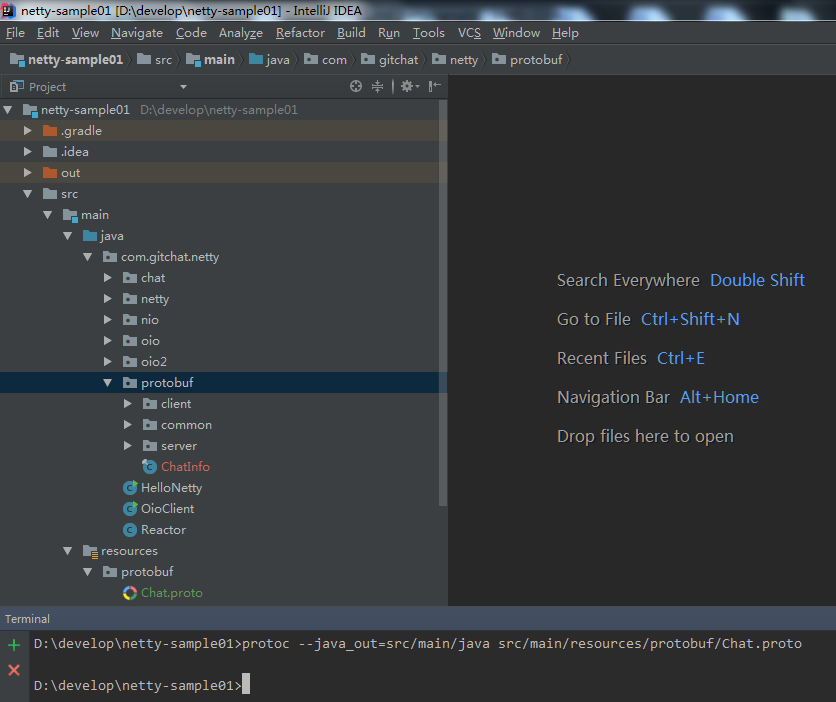 netty-sample01 [D:\develop\netty-sample01] - IntelliJ IDEA
File Edit View Navigate Code Analyze Refactor Build Run Tools VCS Window Help
netty-sample01 src main java com gitchat netty protobuf
Project
netty-sample01 D:\develop\netty-sample01
.gradle
.idea
out
src
main
java
com.gitchat.netty
chat
netty
nio
oio
oio2
protobuf
client
common
server
ChatInfo
HelloNetty
OioClient
Reactor
resources
protobuf
Chat.proto
Search Everywhere Double Shift
Go to File Ctrl+Shift+N
Recent Files Ctrl+E
Navigation Bar Alt+Home
Drop files here to open
Terminal
D:\develop\netty-sample01>protoc --java_out=src/main/java src/main/resources/protobuf/Chat.proto
D:\develop\netty-sample01>